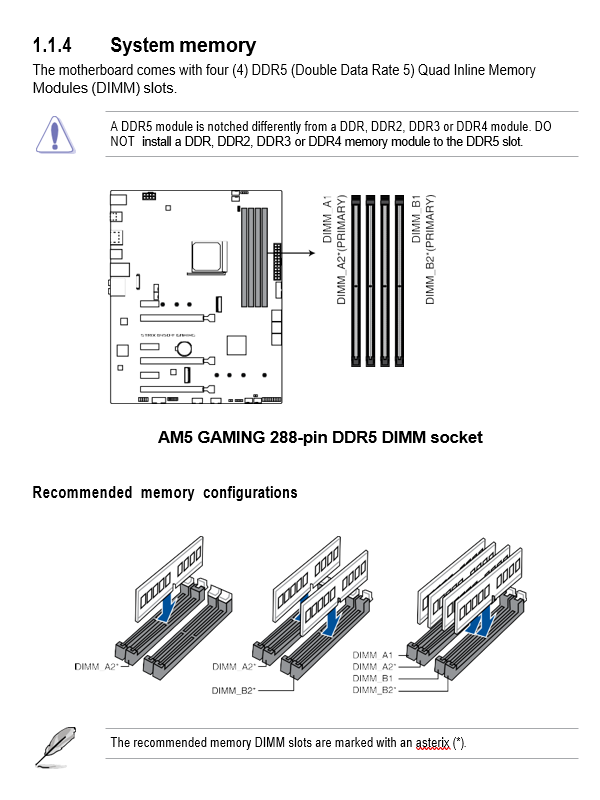 1.1.4 System memory
The motherboard comes with four (4) DDR5 (Double Data Rate 5) Quad Inline Memory
Modules (DIMM) slots.
A DDR5 module is notched differently from a DDR, DDR2, DDR3 or DDR4 module. DO
NOT install a DDR, DDR2, DDR3 or DDR4 memory module to the DDR5 slot.
DIMM_A1
DIMM_A2*(PRIMARY)
DIMM_B1
DIMM_B2*(PRIMARY)
AM5 GAMING 288-pin DDR5 DIMM socket
Recommended memory configurations
DIMM_A2*
DIMM_A2*
DIMM_B2*
DIMM_A1
DIMM_A2*
DIMM_B1
DIMM_B2*
The recommended memory DIMM slots are marked with an asterix (*).